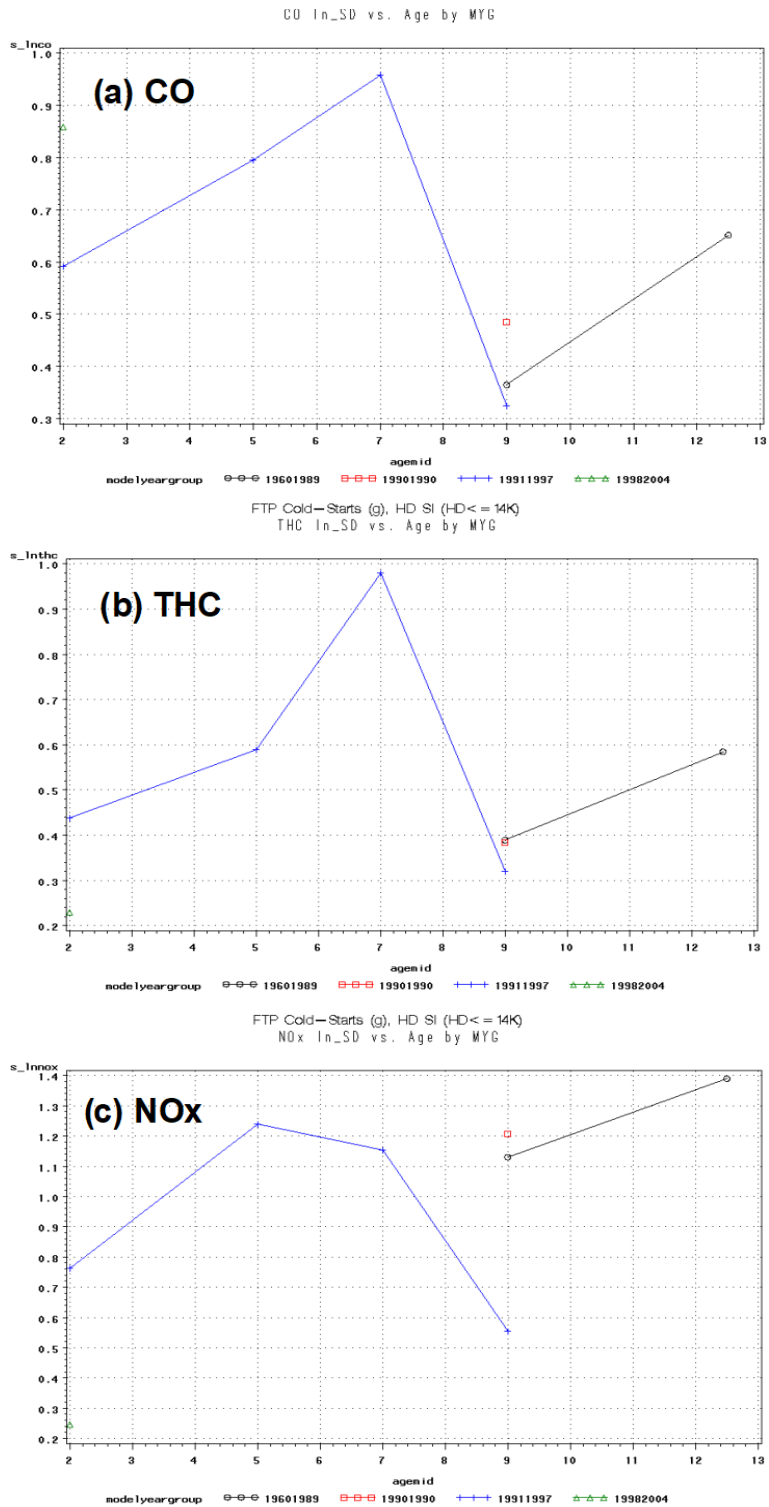 CO ln_SD vs. Age by MYG
s_lnco
(a) CO
1.0
0.9
0.8
0.7
0.6
0.5
0.4
0.3
2 3 4 5 6 7 8 9 10 11 12 13
agemid
modelyeargroup 19601989 19901990 19911997 19982004
FTP Cold-Starts (g), HD SI (HD<= 14K)
THC ln_SD vs. Age by MYG
s_lnthc
(b) THC
1.0
0.9
0.8
0.7
0.6
0.5
0.4
0.3
0.2
2 3 4 5 6 7 8 9 10 11 12 13
agemid
modelyeargroup 19601989 19901990 19911997 19982004
FTP Cold-Starts (g), HD SI (HD<= 14K)
NOx ln_SD vs. Age by MYG
s_lnnox
(c) NOx
1.4
1.3
1.2
1.1
1.0
0.9
0.8
0.7
0.6
0.5
0.4
0.3
0.2
2 3 4 5 6 7 8 9 10 11 12 13
agemid
modelyeargroup 19601989 19901990 19911997 19982004